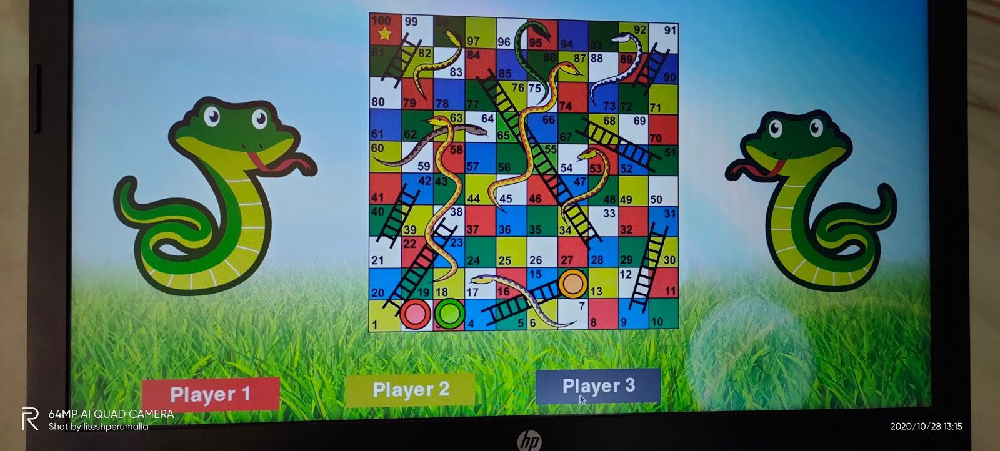 100 99 98 97 96 95 94 93 92 91
81 82 83 84 85 86 87 88 89 90
80 79 78 77 76 75 74 73 72 71
61 62 63 64 65 66 67 68 69 70
60 59 58 57 56 55 54 53 52 51
41 42 43 44 45 46 47 48 49 50
40 39 38 37 36 35 34 33 32 31
21 22 23 24 25 26 27 28 29 30
20 19 18 17 16 15 13 12 11
1 4 5 6 7 8 9 10
Player 1 Player 2 Player 3
64MP AI QUAD CAMERA
Shot by liteshperumalla
2020/10/28 13:15
hp